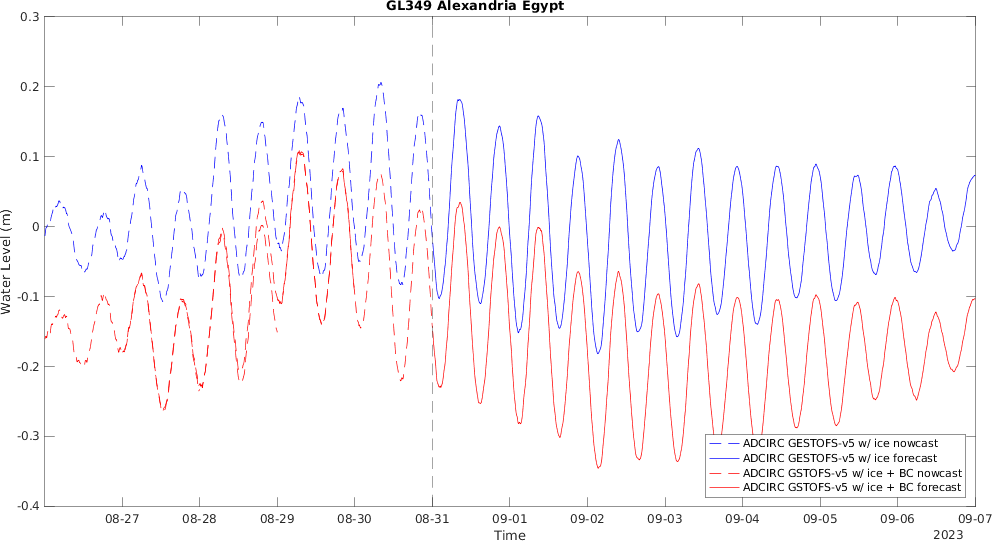 GL349 Alexandria Egypt
0.3
0.2
0.1
0
-0.1
-0.2
-0.3
-0.4
Water Level (m)
ADCIRC GESTOFS-v5 w/ ice nowcast
ADCIRC GESTOFS-v5 w/ ice forecast
ADCIRC GSTOFS-v5 w/ ice + BC nowcast
ADCIRC GSTOFS-v5 w/ ice + BC forecast
08-27 08-28 08-29 08-30 08-31 09-01 09-02 09-03 09-04 09-05 09-06 09-07
Time
2023